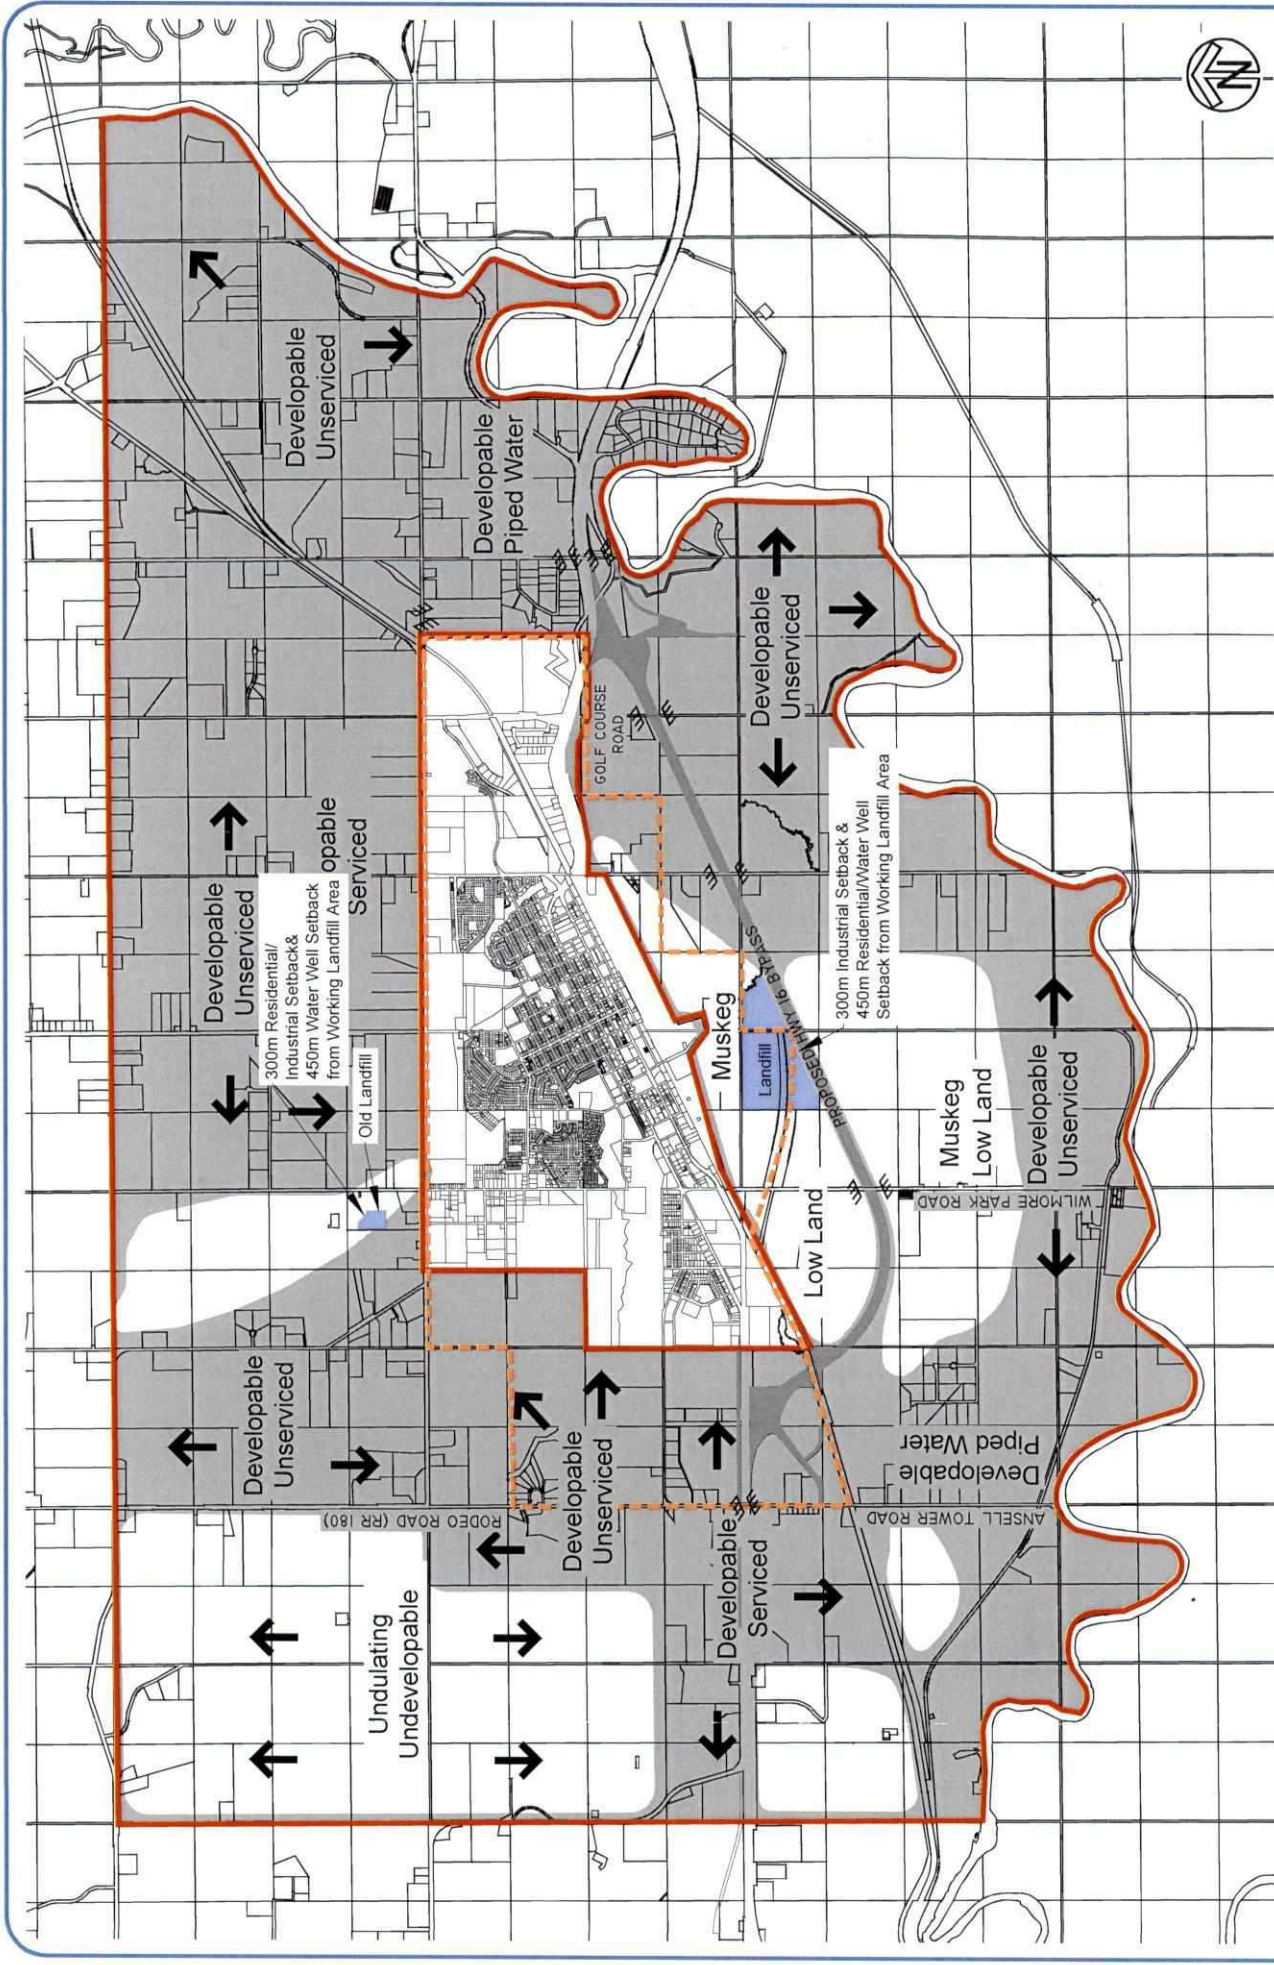 N
Developable
Unserviced
Developable
Piped Water
Developable
Unserviced
GOLF COURSE
ROAD
Developable
Unserviced
opable
Serviced
300m Residential/
Industrial Setback&
450m Water Well Setback
from Working Landfill Area
Old Landfill
300m Industrial Setback &
450m Residential/Water Well
Setback from Working Landfill Area
Muskeg
Landfill
PROPOSED HWY 16 BYPASS
Low Land
Muskeg
Low Land
Developable
Unserviced
WILMORE PARK ROAD
Developable
Unserviced
Developable
Unserviced
RODEO ROAD (RR 180)
Developable
Piped Water
ANSELL TOWER ROAD
Developable
Serviced
Undulating
Undevelopable